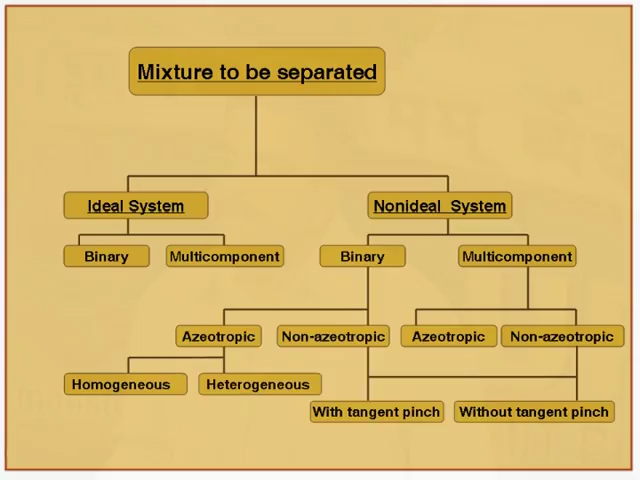 Mixture to be separated
Ideal System
Nonideal System
Binary
Multicomponent
Binary
Multicomponent
Azeotropic
Non-azeotropic
Azeotropic
Non-azeotropic
Homogeneous
Heterogeneous
With tangent pinch
Without tangent pinch